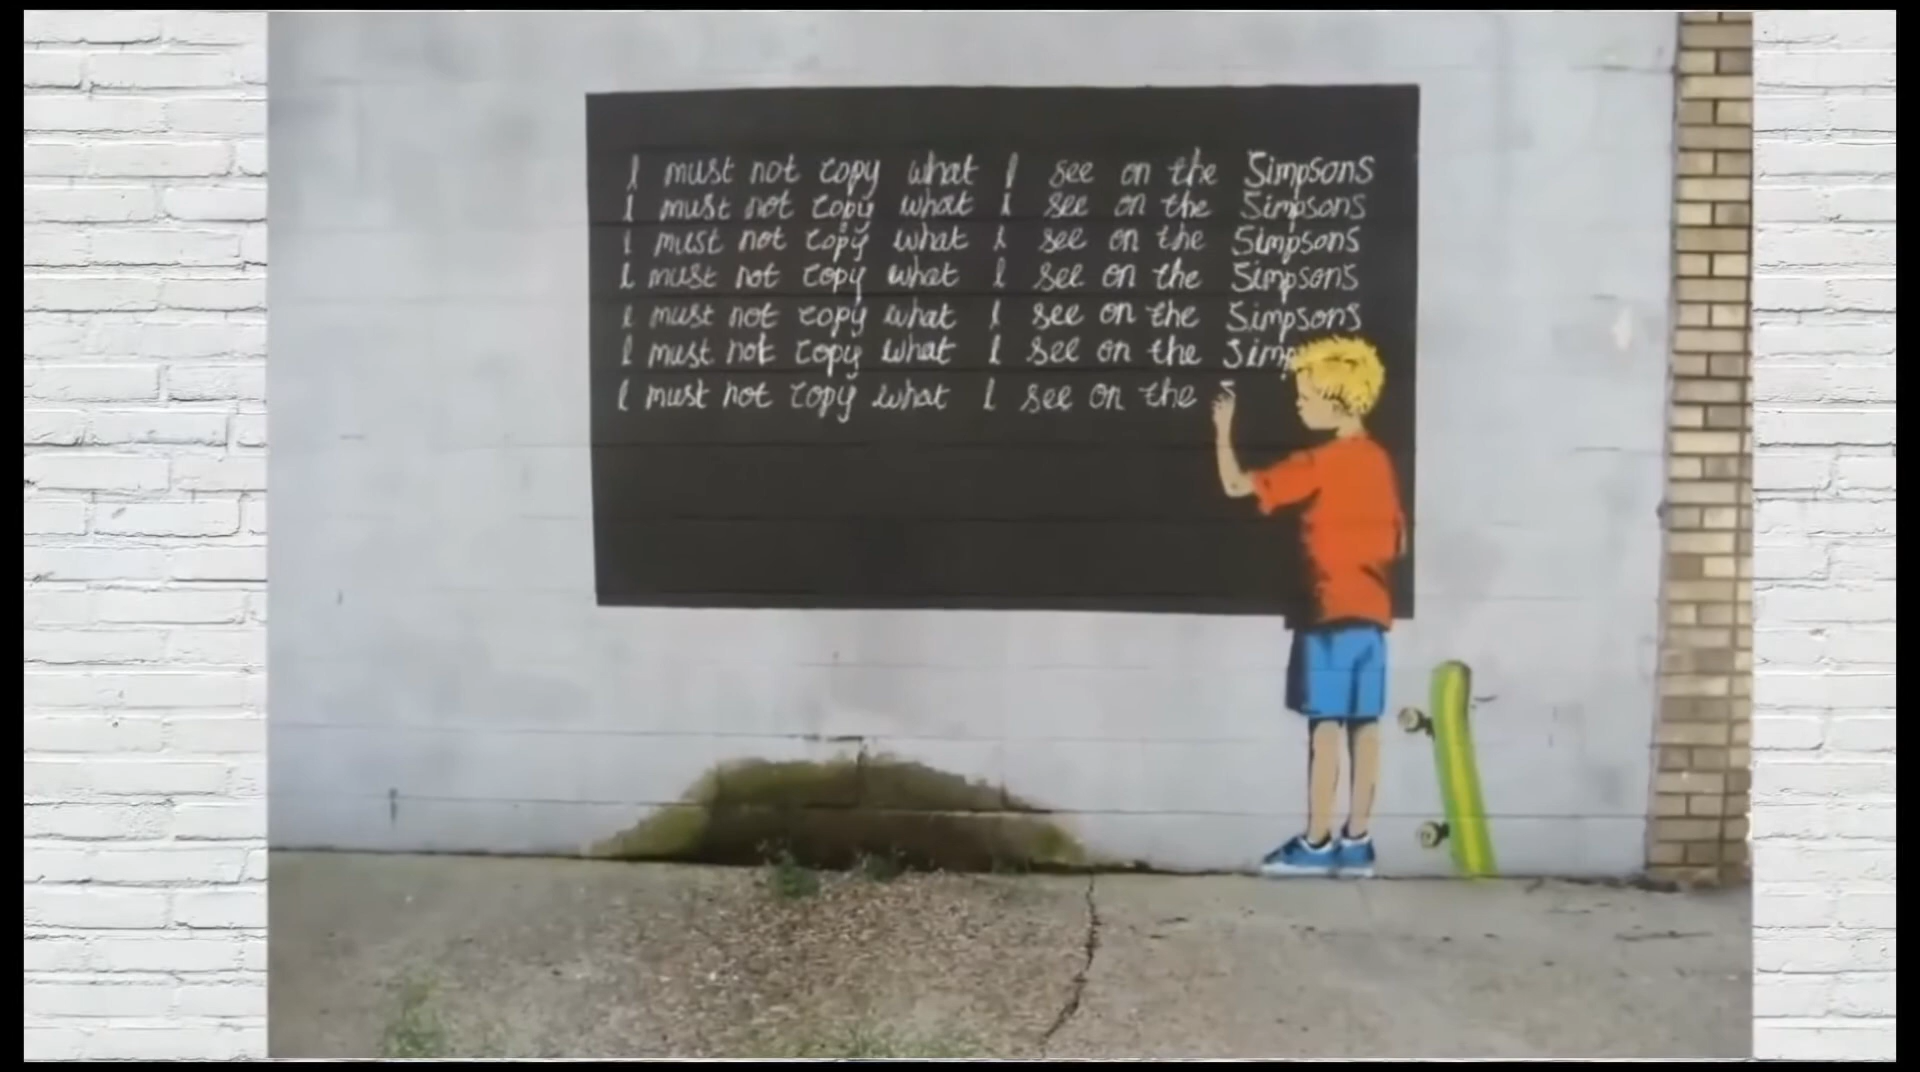 I must not copy what I see on the Simpsons
I must not copy what I see on the Simpsons
I must not copy what I see on the Simpsons
I must not copy what I see on the Simpsons
I must not copy what I see on the Simpsons
I must not copy what I see on the Simp
I must not copy what I see on the S